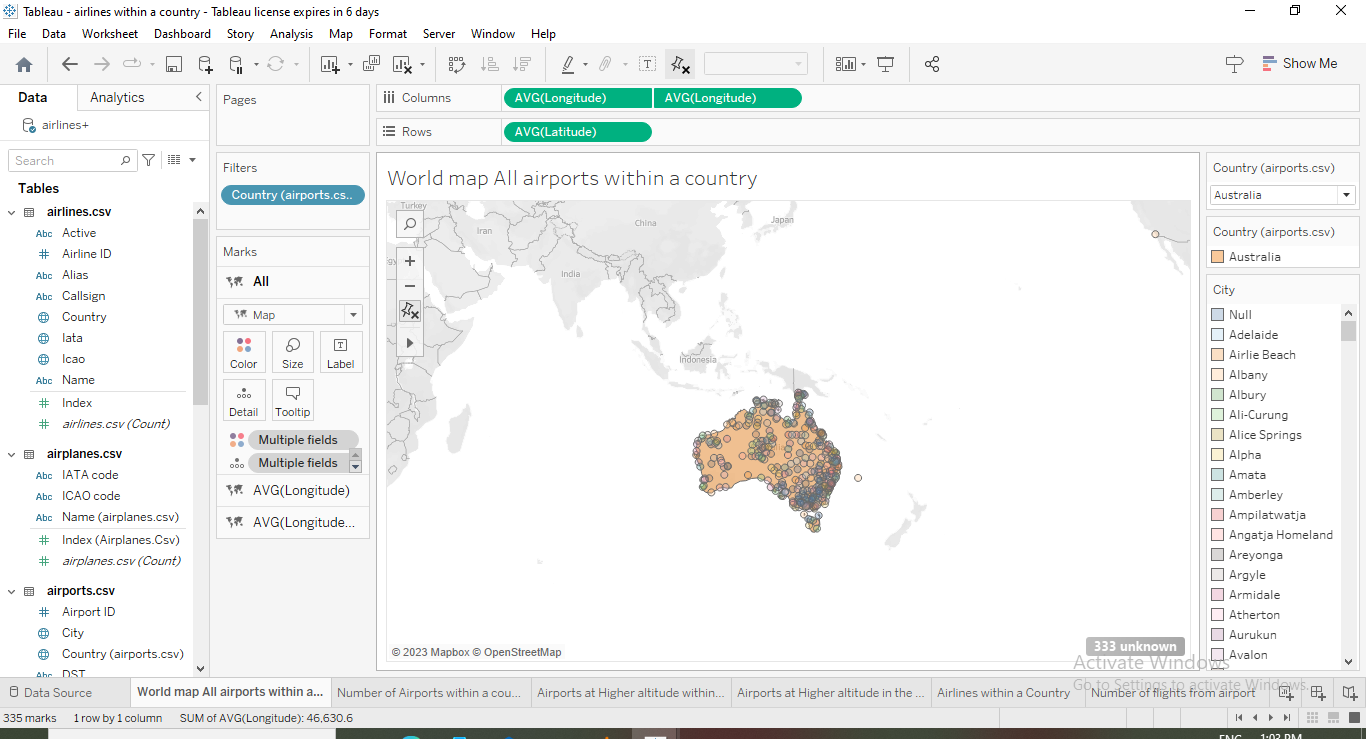 Tableau - airlines within a country - Tableau license expires in 6 days
File Data Worksheet Dashboard Story Analysis Map Format Server Window Help
Show Me
Data Analytics
airlines+
Search
Tables
airlines.csv
Abc Active
Airline ID
Abc Alias
Abc Callsign
Country
Iata
Icao
Abc Name
Index
airlines.csv (Count)
airplanes.csv
Abc IATA code
Abc ICAO code
Abc Name (airplanes.csv)
Index (Airplanes.Csv)
airplanes.csv (Count)
airports.csv
Airport ID
City
Country (airports.csv)
Abc DST
Pages
Filters
Country (airports.cs..
Marks
All
Map
Color Size Label
Detail Tooltip
Multiple fields
Multiple fields
AVG(Longitude)
AVG(Longitude...
Columns AVG(Longitude) AVG(Longitude)
Rows AVG(Latitude)
World map All airports within a country
Turkey
Iran
China
Japan
India
Indonesia
© 2023 Mapbox © OpenStreetMap
333 unknown
Country (airports.csv)
Australia
Country (airports.csv)
Australia
City
Null
Adelaide
Airlie Beach
Albany
Albury
Ali-Curung
Alice Springs
Alpha
Amata
Amberley
Ampilatwatja
Angatja Homeland
Areyonga
Argyle
Armidale
Atherton
Aurukun
Avalon
Activate Windows
Go to Settings to activate Windows.
Data Source World map All airports within a... Number of Airports within a cou... Airports at Higher altitude within... Airports at Higher altitude in the ... Airlines within a Country Number of flights from airport
335 marks 1 row by 1 column SUM of AVG(Longitude): 46,630.6
ENG 1:03 PM